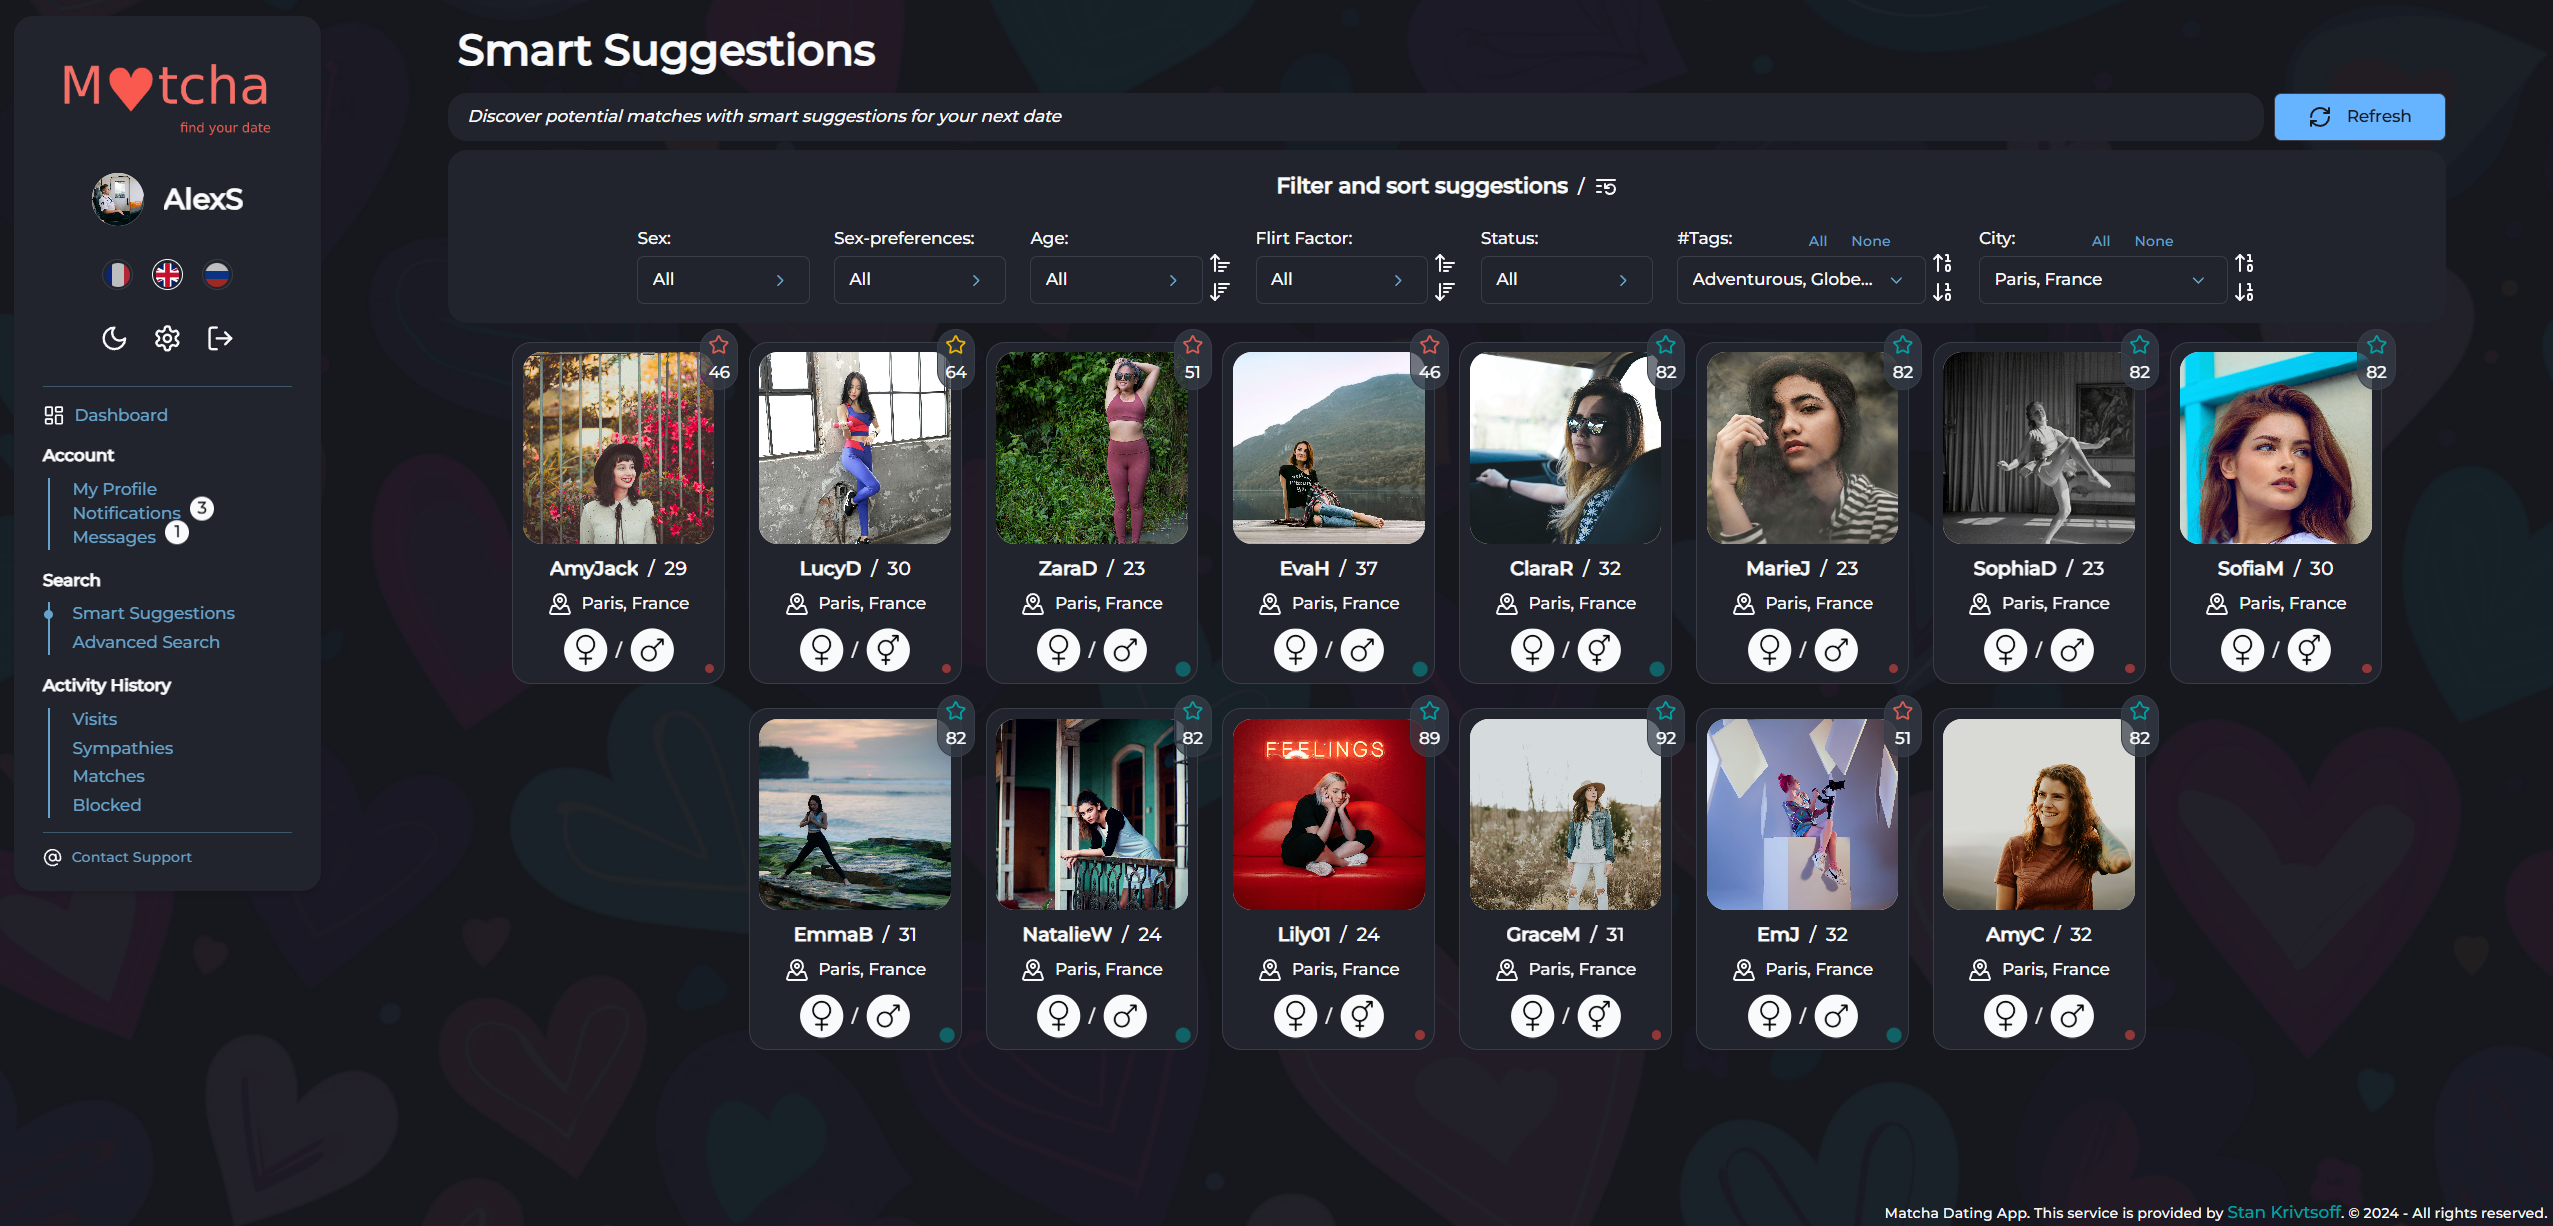 M♥tcha
find your date
AlexS
Dashboard
Account
My Profile
Notifications 3
Messages 1
Search
Smart Suggestions
Advanced Search
Activity History
Visits
Sympathies
Matches
Blocked
Contact Support
Smart Suggestions
Discover potential matches with smart suggestions for your next date
Refresh
Filter and sort suggestions /
Sex: Sex-preferences: Age: Flirt Factor: Status: #Tags: All None City: All None
All All All All All Adventurous, Globe... Paris, France
46 64 51 46 82 82 82 82
AmyJack / 29 LucyD / 30 ZaraD / 23 EvaH / 37 ClaraR / 32 MarieJ / 23 SophiaD / 23 SofiaM / 30
Paris, France Paris, France Paris, France Paris, France Paris, France Paris, France Paris, France Paris, France
/ / / / / / / /
82 82 89 92 51 82
FEELINGS
EmmaB / 31 NatalieW / 24 Lily01 / 24 GraceM / 31 EmJ / 32 AmyC / 32
Paris, France Paris, France Paris, France Paris, France Paris, France Paris, France
/ / / / / /
Matcha Dating App. This service is provided by Stan Krivtsoff. © 2024 - All rights reserved.